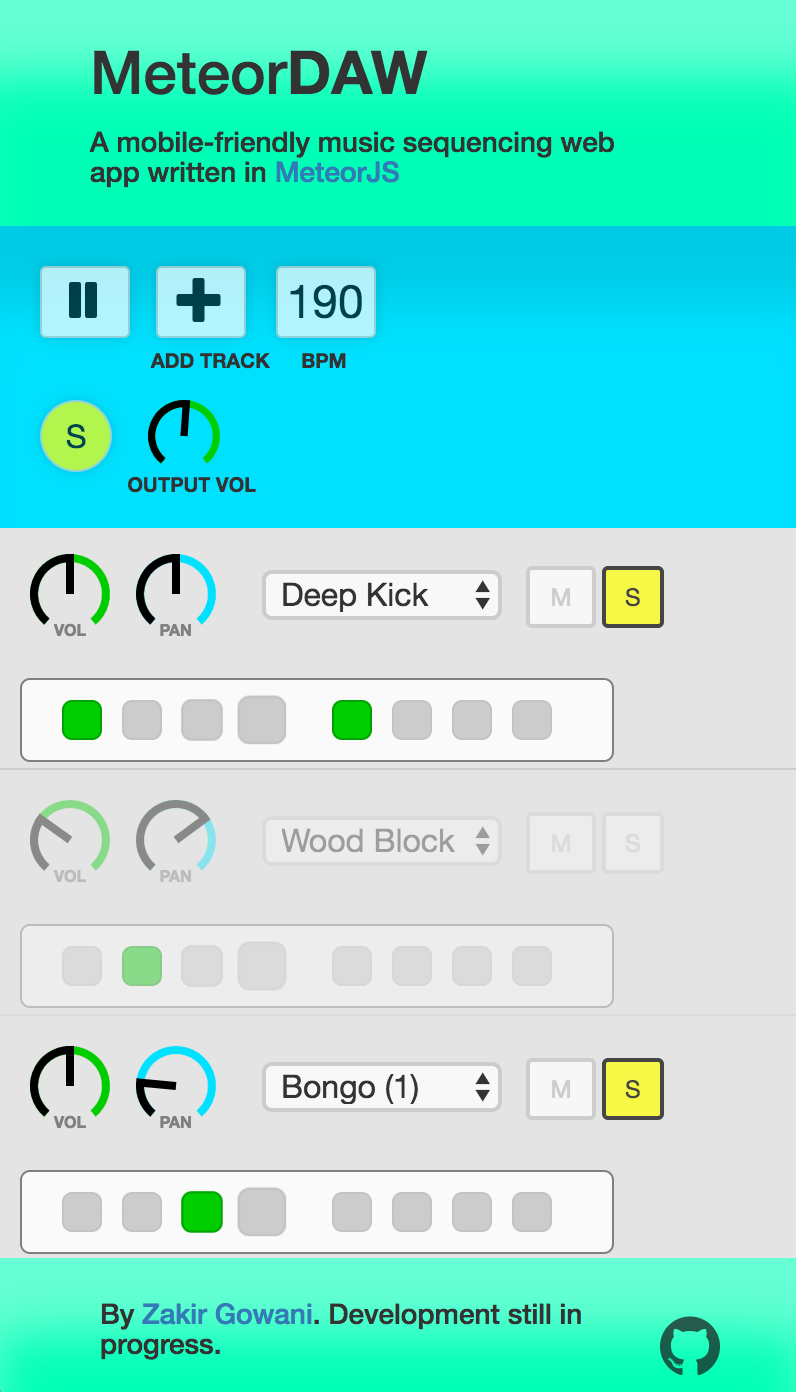 MeteorDAW
A mobile-friendly music sequencing web
app written in MeteorJS
190
ADD TRACK BPM
S
OUTPUT VOL
Deep Kick M S
VOL PAN
Wood Block M S
VOL PAN
Bongo (1) M S
VOL PAN
By Zakir Gowani. Development still in
progress.